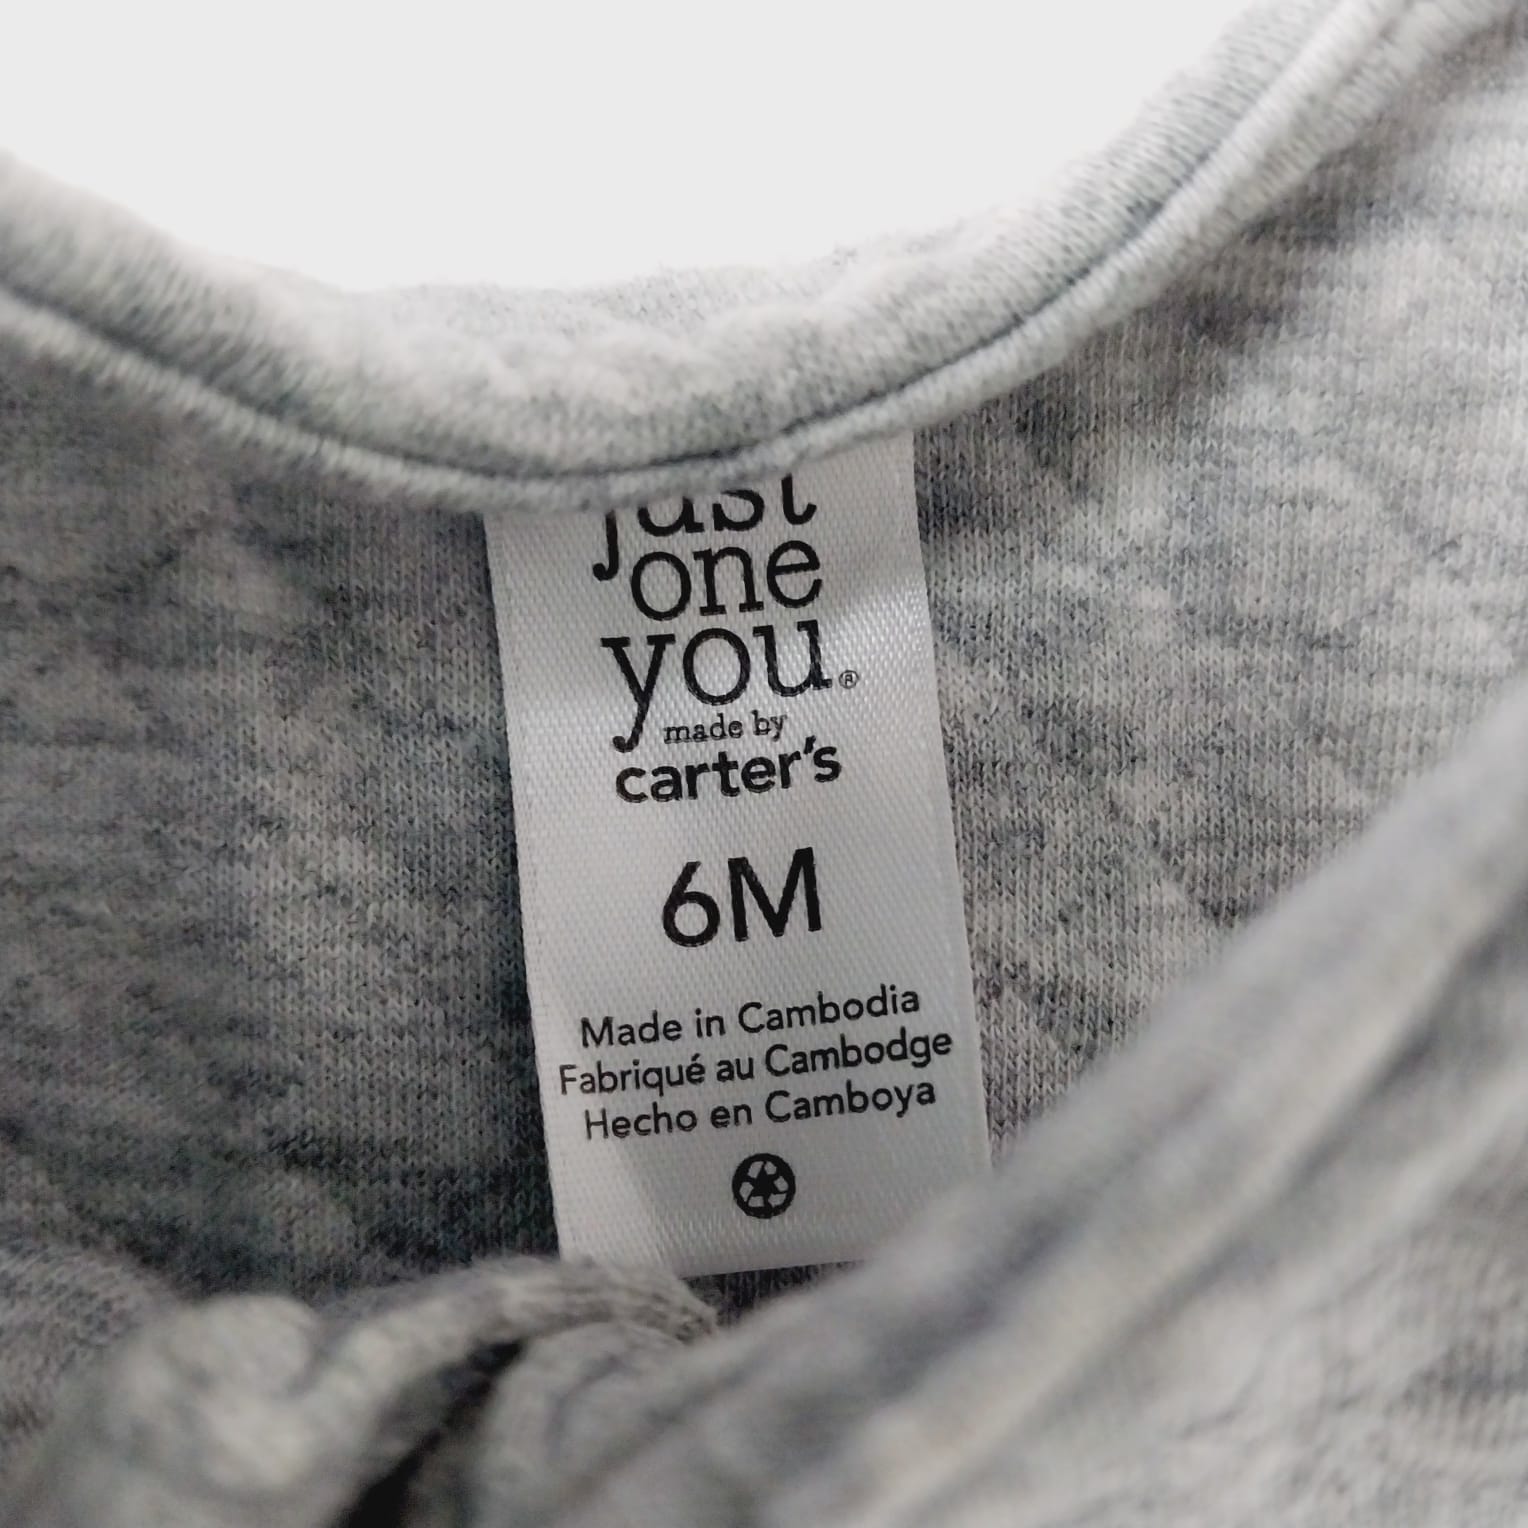 just
one
you®
made by
carter's
6M
Made in Cambodia
Fabriqué au Cambodge
Hecho en Camboya